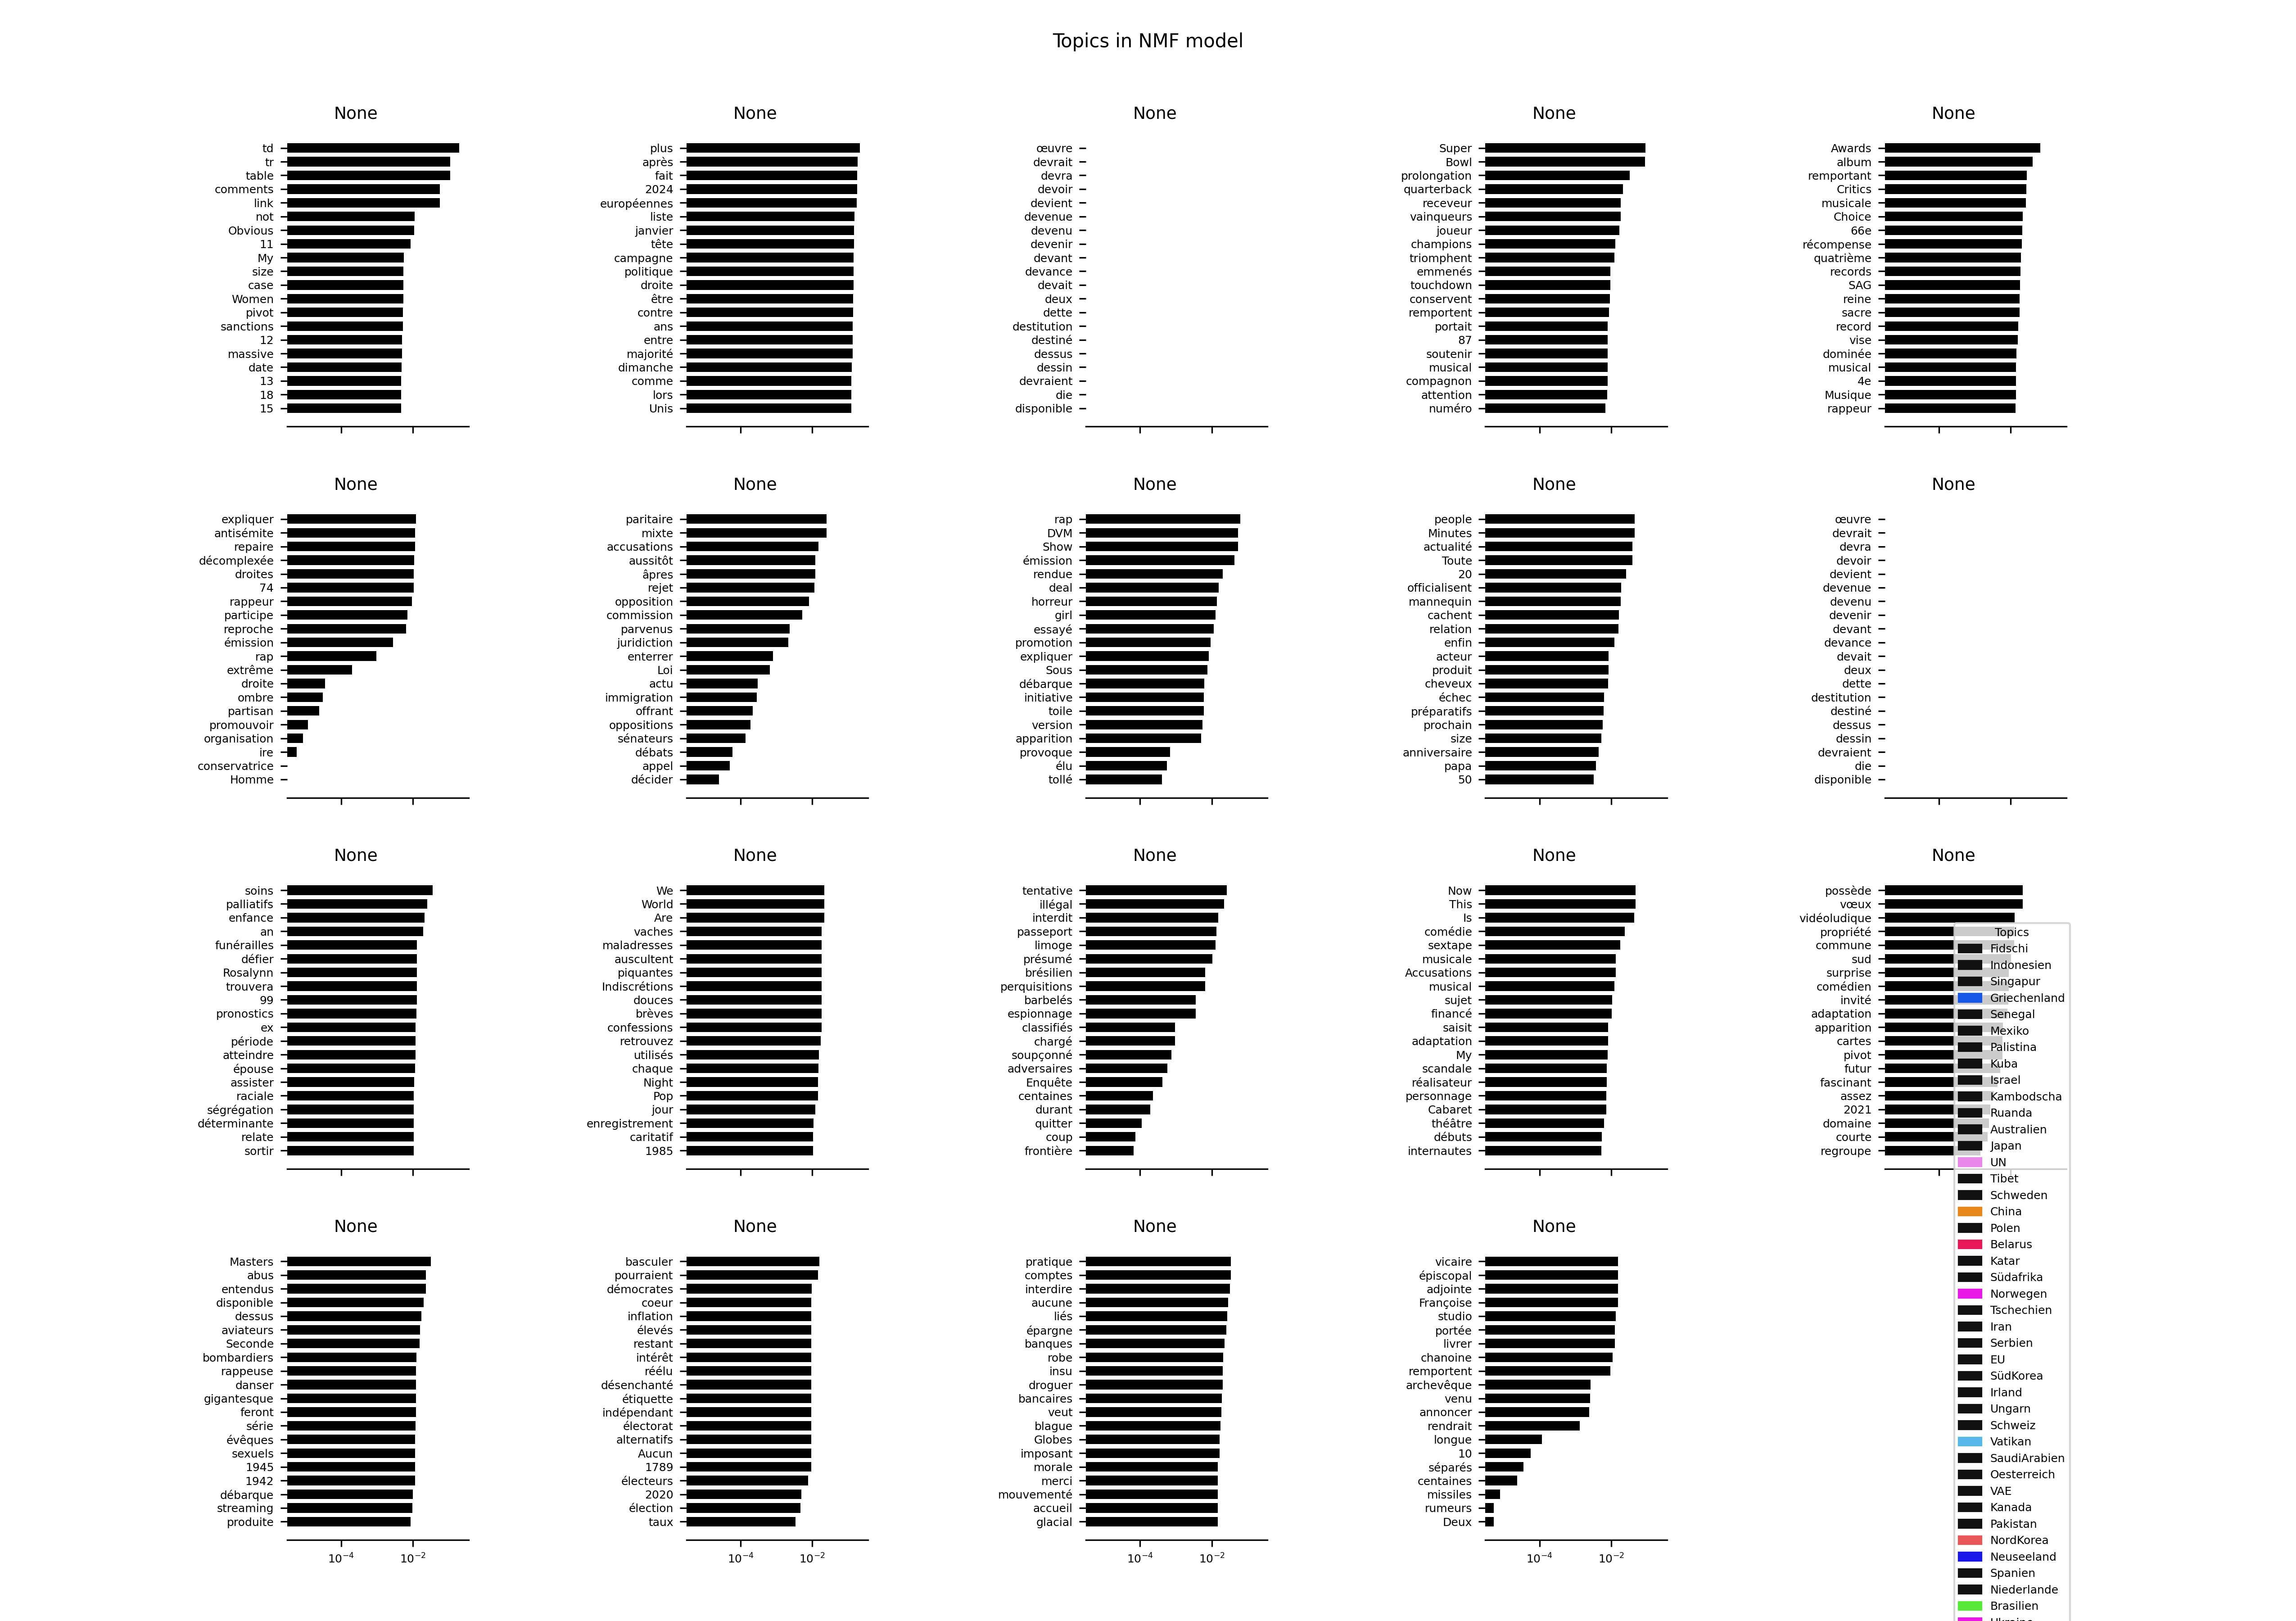 Topics in NMF model
None
td
tr
table
comments
link
not
Obvious
11
My
size
case
Women
pivot
sanctions
12
massive
date
13
18
15
None
plus
après
fait
2024
européennes
liste
janvier
tête
campagne
politique
droite
être
contre
ans
entre
majorité
dimanche
comme
lors
Unis
None
œuvre
devrait
devra
devoir
devient
devenue
devenu
devenir
devant
devance
devait
deux
dette
destitution
destiné
dessus
dessin
devraient
die
disponible
None
Super
Bowl
prolongation
quarterback
receveur
vainqueurs
joueur
champions
triomphent
emmenés
touchdown
conservent
remportent
portait
87
soutenir
musical
compagnon
attention
numéro
None
Awards
album
remportant
Critics
musicale
Choice
66e
récompense
quatrième
records
SAG
reine
sacre
record
vise
dominée
musical
4e
Musique
rappeur
None
expliquer
antisémite
repaire
décomplexée
droites
74
rappeur
participe
reproche
émission
rap
extrême
droite
ombre
partisan
promouvoir
organisation
ire
conservatrice
Homme
None
paritaire
mixte
accusations
aussitôt
âpres
rejet
opposition
commission
parvenus
juridiction
enterrer
Loi
actu
immigration
offrant
oppositions
sénateurs
débats
appel
décider
None
rap
DVM
Show
émission
rendue
deal
horreur
girl
essayé
promotion
expliquer
Sous
débarque
initiative
toile
version
apparition
provoque
élu
tollé
None
people
Minutes
actualité
Toute
20
officialisent
mannequin
cachent
relation
enfin
acteur
produit
cheveux
échec
préparatifs
prochain
size
anniversaire
papa
50
None
œuvre
devrait
devra
devoir
devient
devenue
devenu
devenir
devant
devance
devait
deux
dette
destitution
destiné
dessus
dessin
devraient
die
disponible
None
soins
palliatifs
enfance
an
funérailles
défier
Rosalynn
trouvera
99
pronostics
ex
période
atteindre
épouse
assister
raciale
ségrégation
déterminante
relate
sortir
None
We
World
Are
vaches
maladresses
auscultent
piquantes
Indiscrétions
douces
brèves
confessions
retrouvez
utilisés
chaque
Night
Pop
jour
enregistrement
caritatif
1985
None
tentative
illégal
interdit
passeport
limoge
présumé
brésilien
perquisitions
barbelés
espionnage
classifiés
chargé
soupçonné
adversaires
Enquête
centaines
durant
quitter
coup
frontière
None
Now
This
Is
comédie
sextape
musicale
Accusations
musical
sujet
financé
saisit
adaptation
My
scandale
réalisateur
personnage
Cabaret
théâtre
débuts
internautes
None
possède
vœux
vidéoludique
propriété
commune
sud
surprise
comédien
invité
adaptation
apparition
cartes
pivot
futur
fascinant
assez
2021
domaine
courte
regroupe
None
Masters
abus
entendus
disponible
dessus
aviateurs
Seconde
bombardiers
rappeuse
danser
gigantesque
feront
série
évêques
sexuels
1945
1942
débarque
streaming
produite
10⁻⁴ 10⁻²
None
basculer
pourraient
démocrates
coeur
inflation
élevés
restant
intérêt
réélu
désenchanté
étiquette
indépendant
électorat
alternatifs
Aucun
1789
électeurs
2020
élection
taux
10⁻⁴ 10⁻²
None
pratique
comptes
interdire
aucune
liés
épargne
banques
robe
insu
droguer
bancaires
veut
blague
Globes
imposant
morale
merci
mouvementé
accueil
glacial
10⁻⁴ 10⁻²
None
vicaire
épiscopal
adjointe
Françoise
studio
portée
livrer
chanoine
remportent
archevêque
venu
annoncer
rendrait
longue
10
séparés
centaines
missiles
rumeurs
Deux
10⁻⁴ 10⁻²
Topics
Fidschi
Indonesien
Singapur
Griechenland
Senegal
Mexiko
Palistina
Kuba
Israel
Kambodscha
Ruanda
Australien
Japan
UN
Tibet
Schweden
China
Polen
Belarus
Katar
Südafrika
Norwegen
Tschechien
Iran
Serbien
EU
SüdKorea
Irland
Ungarn
Schweiz
Vatikan
SaudiArabien
Oesterreich
VAE
Kanada
Pakistan
NordKorea
Neuseeland
Spanien
Niederlande
Brasilien